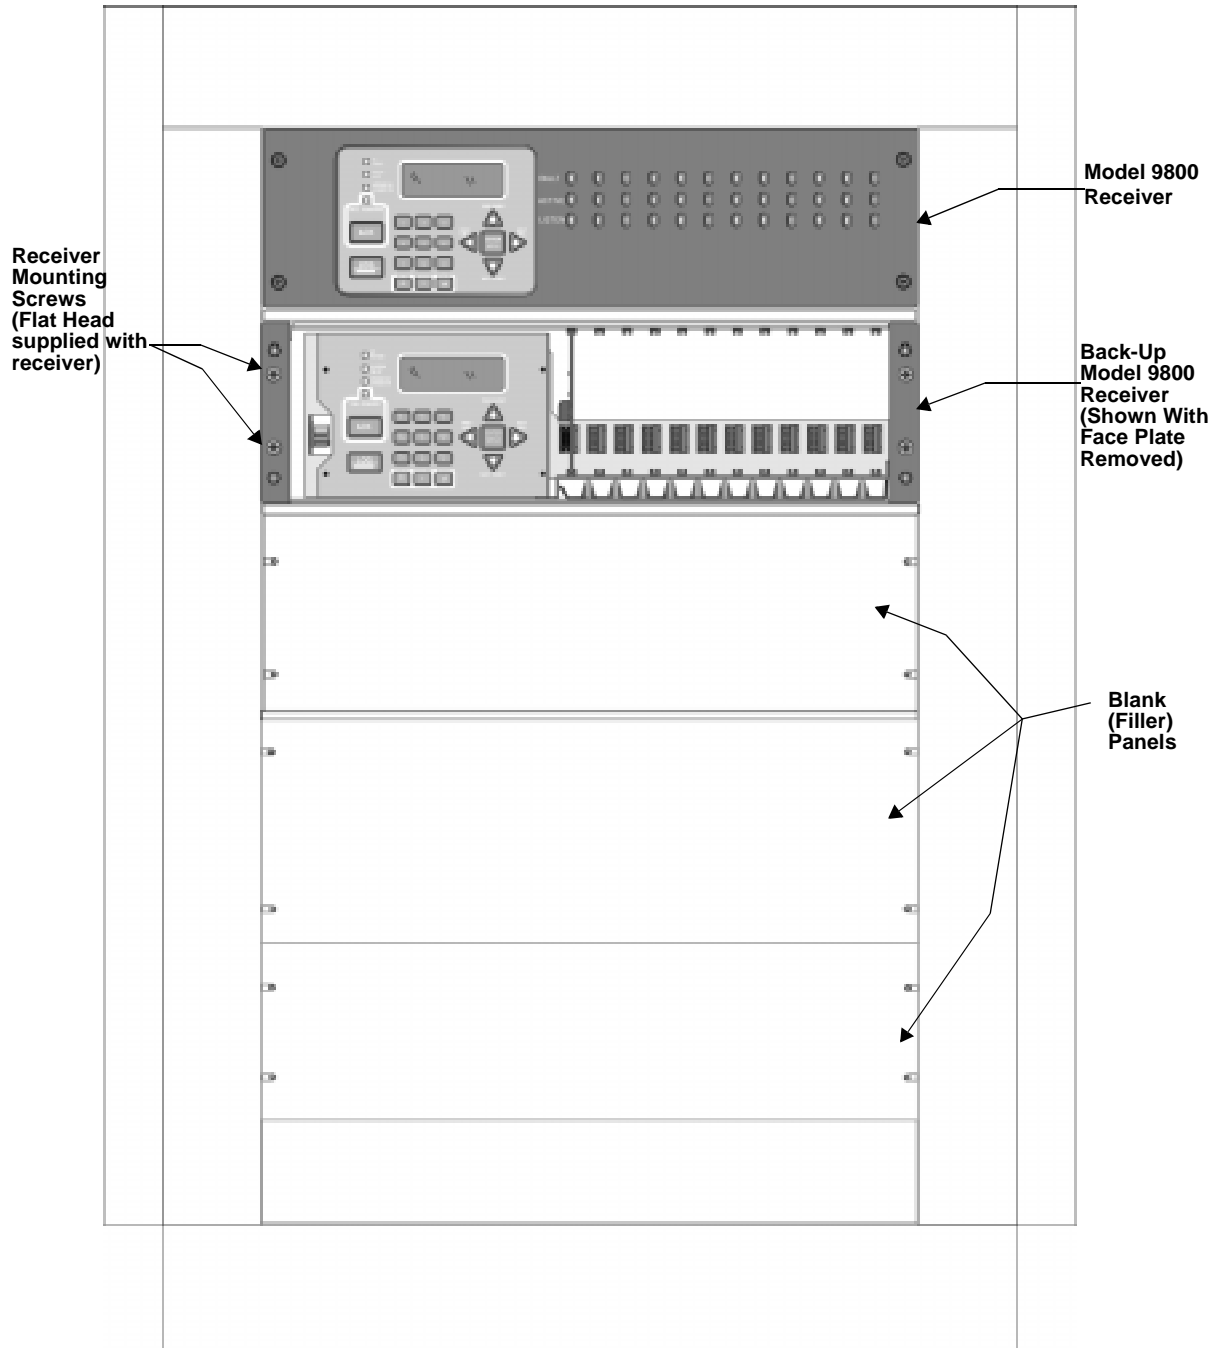 Model 9800
Receiver
Receiver
Mounting
Screws
(Flat Head
supplied with
receiver)
Back-Up
Model 9800
Receiver
(Shown With
Face Plate
Removed)
Blank
(Filler)
Panels